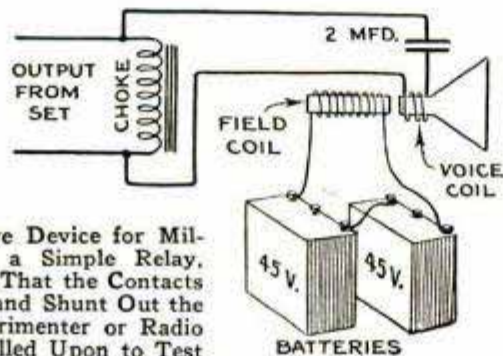 2 MFD.
OUTPUT
FROM
SET
CHOKE
FIELD
COIL
VOICE
COIL
45 V.
45 V.
BATTERIES
ve Device for Mil-
a Simple Relay,
That the Contacts
and Shunt Out the
rimenter or Radio
lled Upon to Test